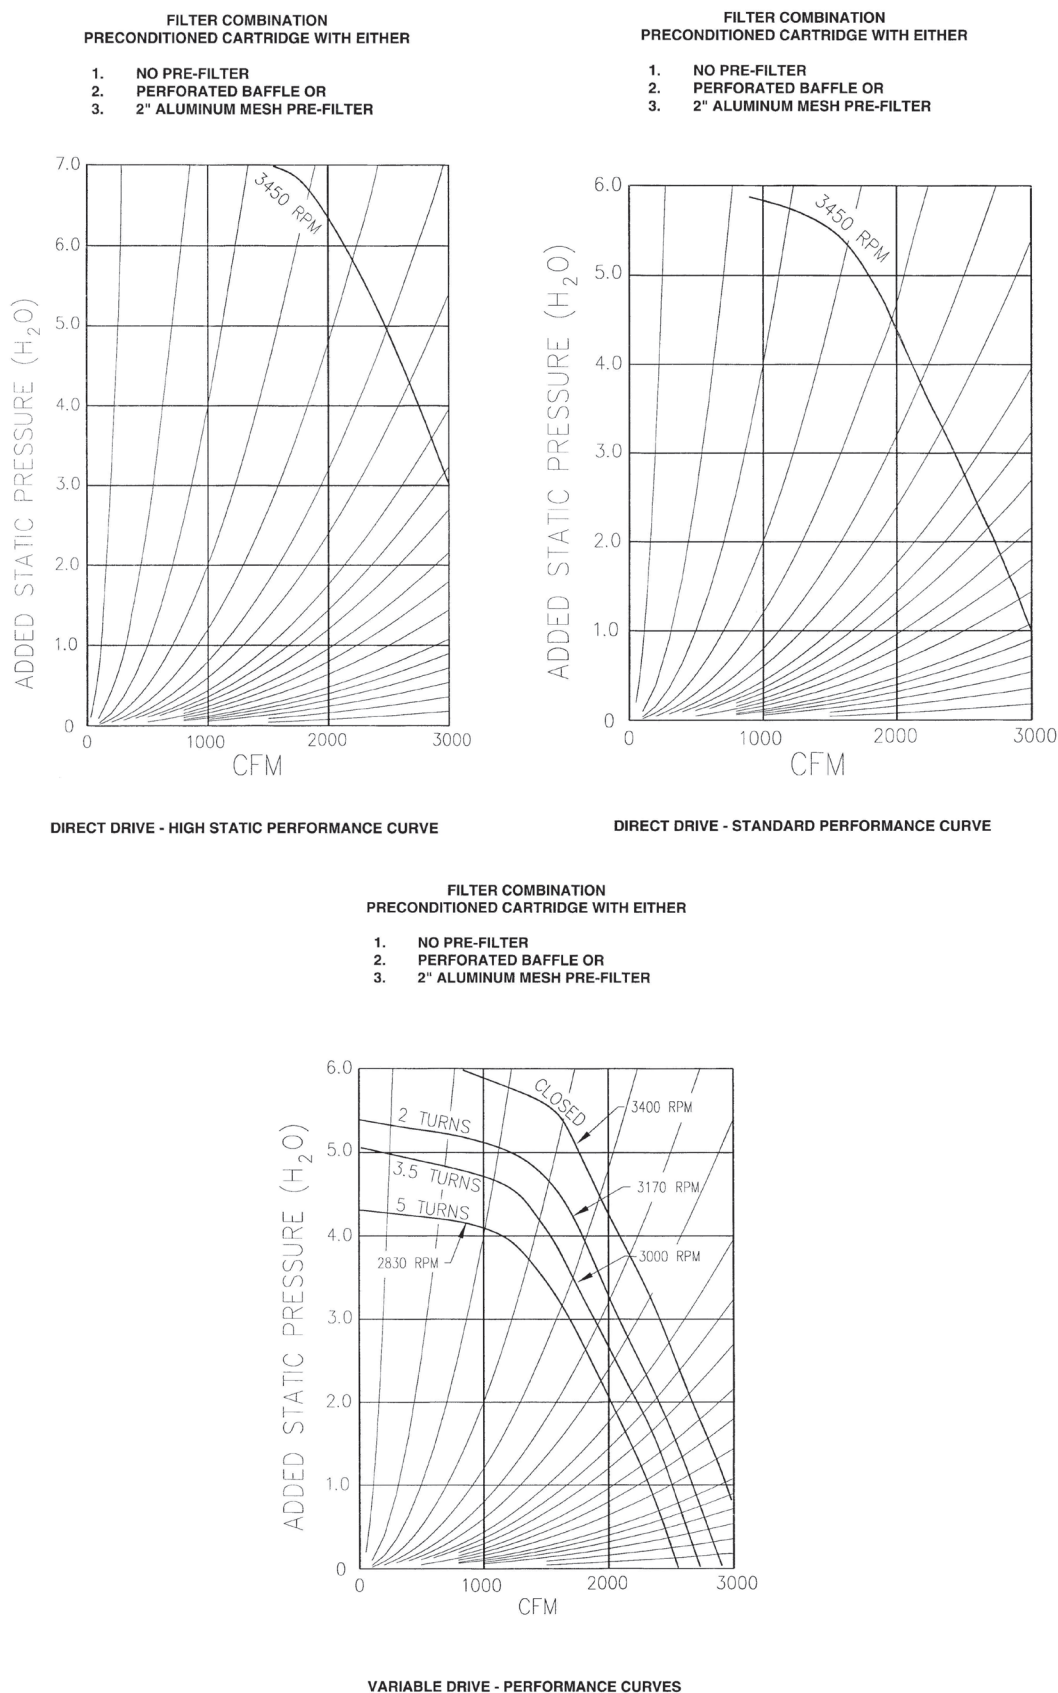 FILTER COMBINATION
PRECONDITIONED CARTRIDGE WITH EITHER
1. NO PRE-FILTER
2. PERFORATED BAFFLE OR
3. 2" ALUMINUM MESH PRE-FILTER
7.0
6.0
5.0
4.0
3.0
2.0
1.0
0
ADDED STATIC PRESSURE (H2O)
3450 RPM
0 1000 2000 3000
CFM
DIRECT DRIVE - HIGH STATIC PERFORMANCE CURVE
FILTER COMBINATION
PRECONDITIONED CARTRIDGE WITH EITHER
1. NO PRE-FILTER
2. PERFORATED BAFFLE OR
3. 2" ALUMINUM MESH PRE-FILTER
6.0
5.0
4.0
3.0
2.0
1.0
0
ADDED STATIC PRESSURE (H2O)
3450 RPM
0 1000 2000 3000
CFM
DIRECT DRIVE - STANDARD PERFORMANCE CURVE
FILTER COMBINATION
PRECONDITIONED CARTRIDGE WITH EITHER
1. NO PRE-FILTER
2. PERFORATED BAFFLE OR
3. 2" ALUMINUM MESH PRE-FILTER
6.0
5.0
4.0
3.0
2.0
1.0
0
ADDED STATIC PRESSURE (H2O)
CLOSED
3400 RPM
2 TURNS
3170 RPM
3.5 TURNS
3000 RPM
5 TURNS
2830 RPM
0 1000 2000 3000
CFM
VARIABLE DRIVE - PERFORMANCE CURVES